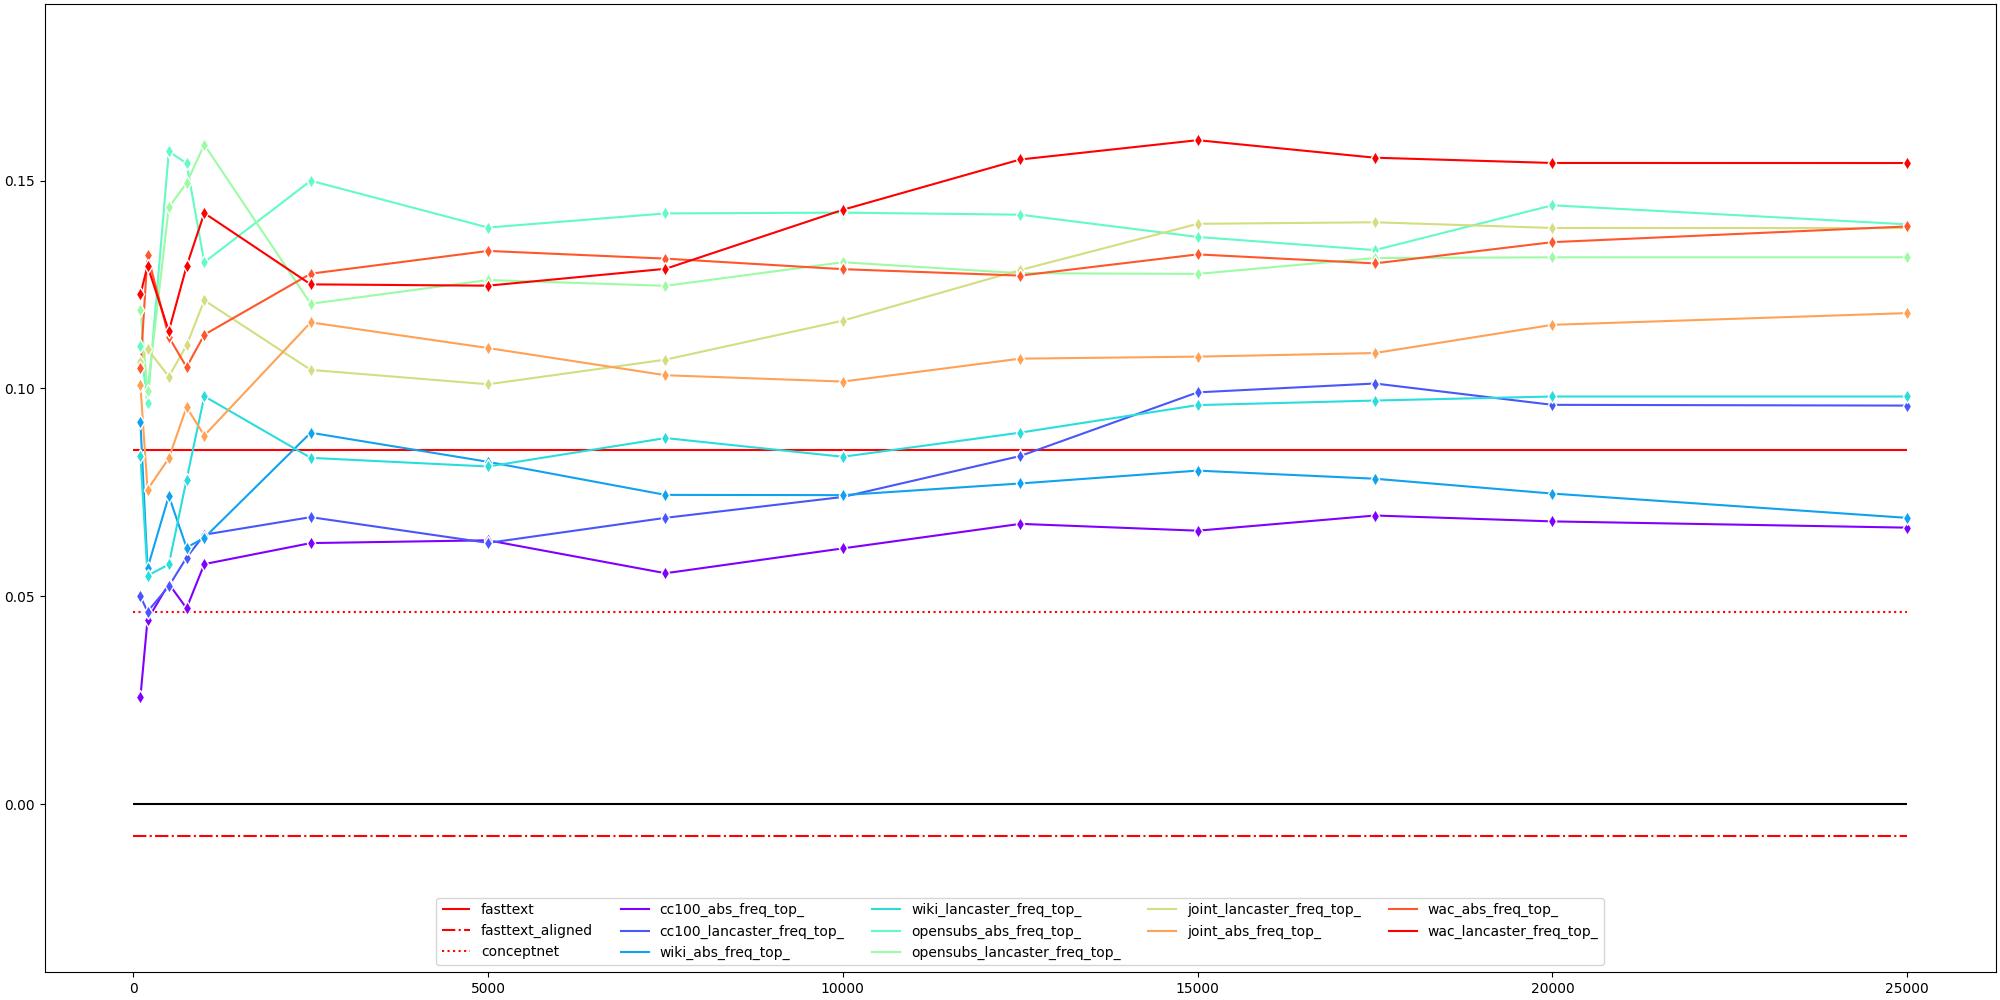 0.15
0.10
0.05
0.00
fasttext
fasttext_aligned
conceptnet
cc100_abs_freq_top_
cc100_lancaster_freq_top_
wiki_abs_freq_top_
wiki_lancaster_freq_top_
opensubs_abs_freq_top_
opensubs_lancaster_freq_top_
joint_lancaster_freq_top_
joint_abs_freq_top_
wac_abs_freq_top_
wac_lancaster_freq_top_
0 5000 10000 15000 20000 25000